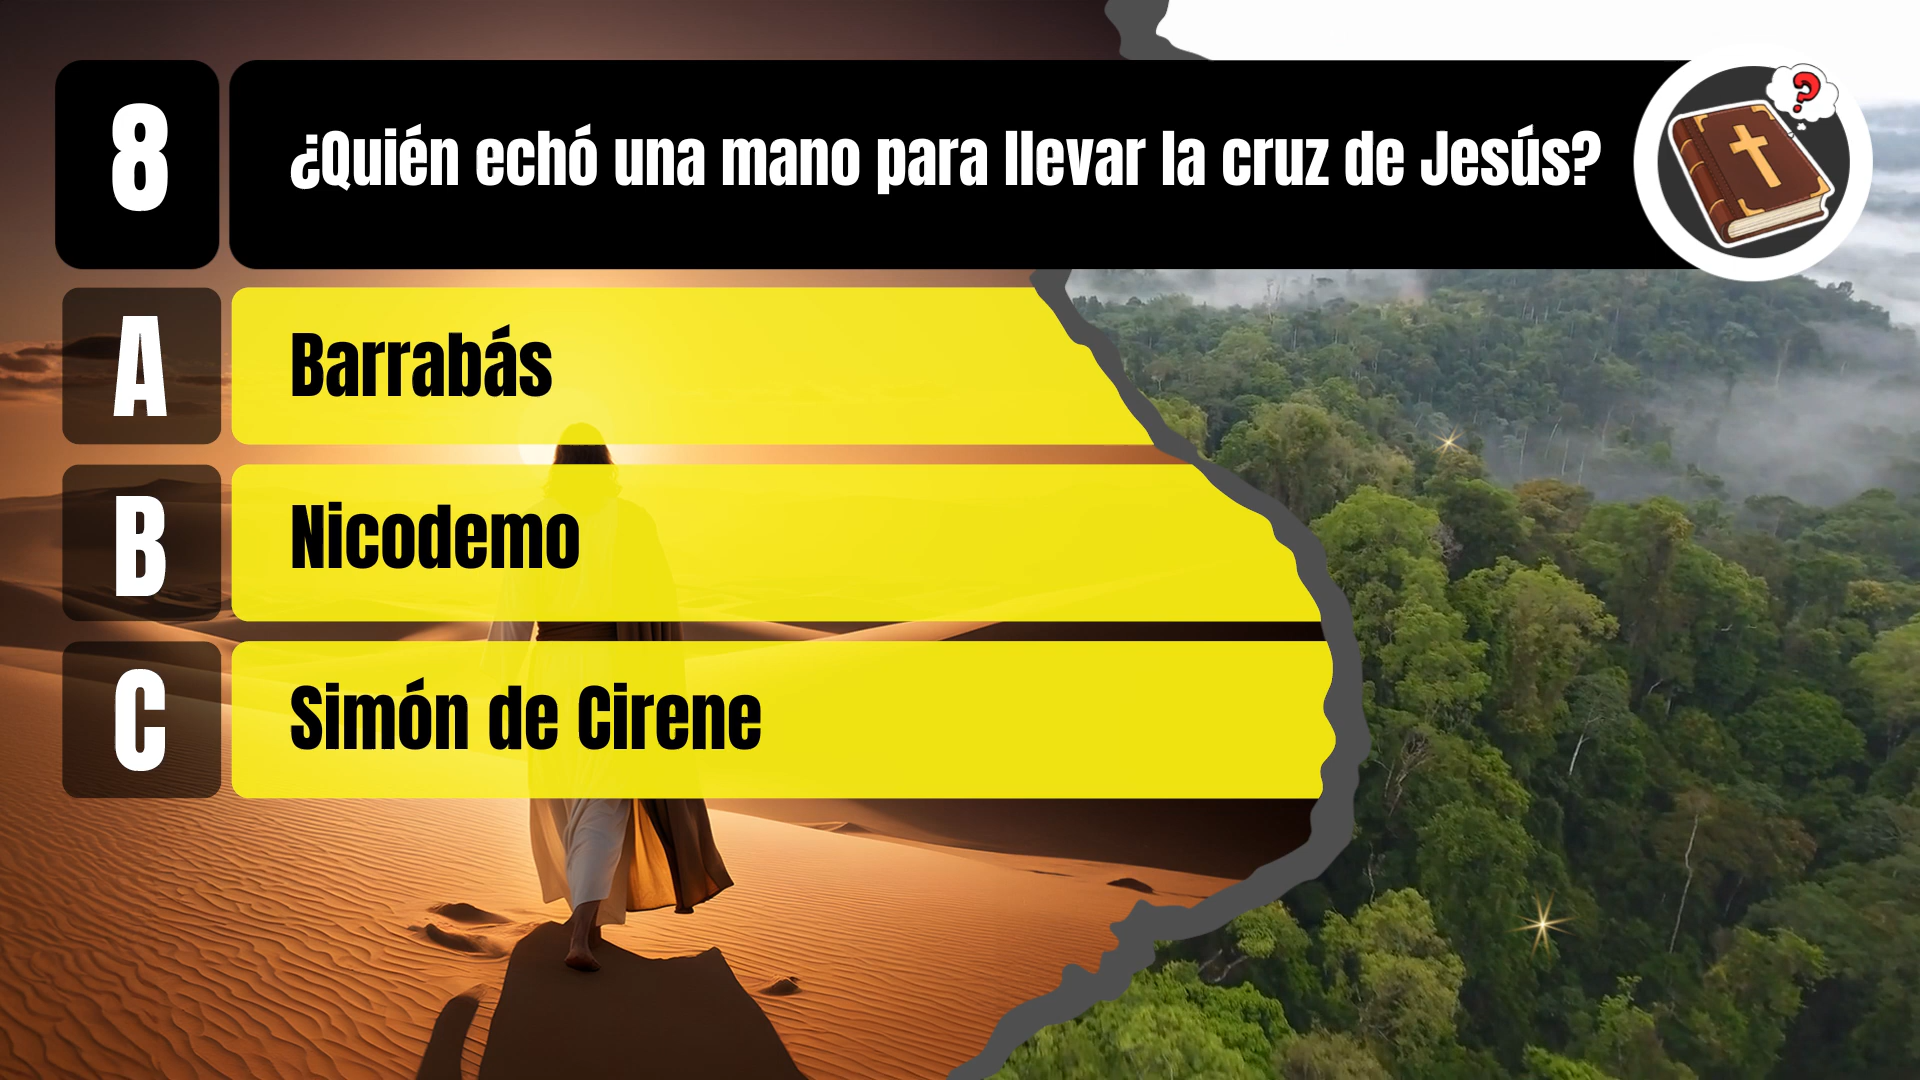 8
¿Quién echó una mano para llevar la cruz de Jesús?
?
A
Barrabás
B
Nicodemo
C
Simón de Cirene